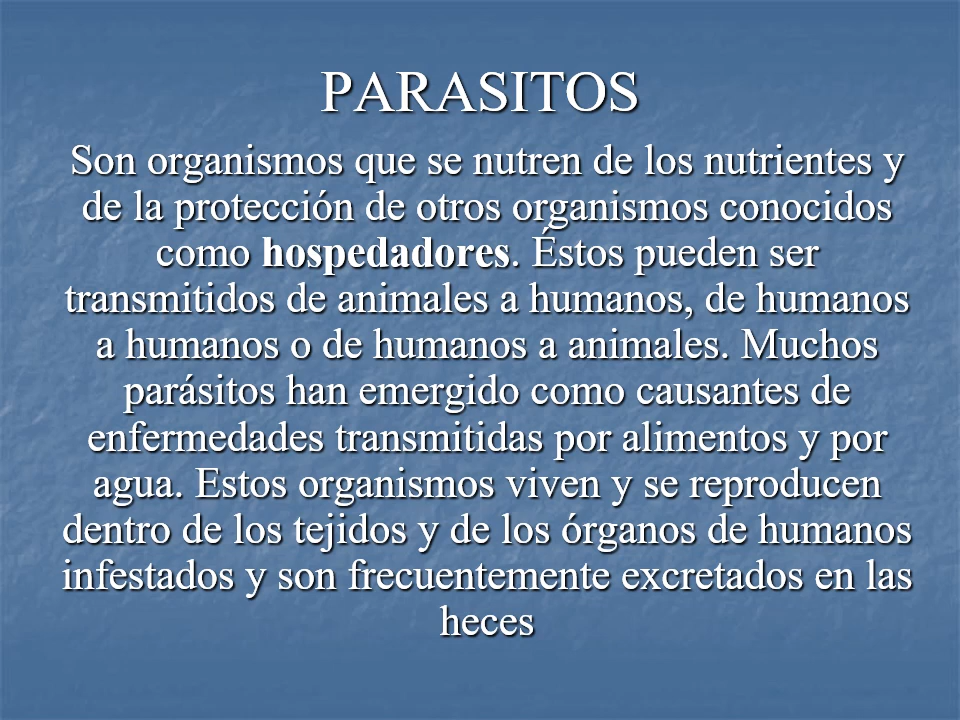 PARASITOS
Son organismos que se nutren de los nutrientes y
de la protección de otros organismos conocidos
como hospedadores. Éstos pueden ser
transmitidos de animales a humanos, de humanos
a humanos o de humanos a animales. Muchos
parásitos han emergido como causantes de
enfermedades transmitidas por alimentos y por
agua. Estos organismos viven y se reproducen
dentro de los tejidos y de los órganos de humanos
infestados y son frecuentemente excretados en las
heces